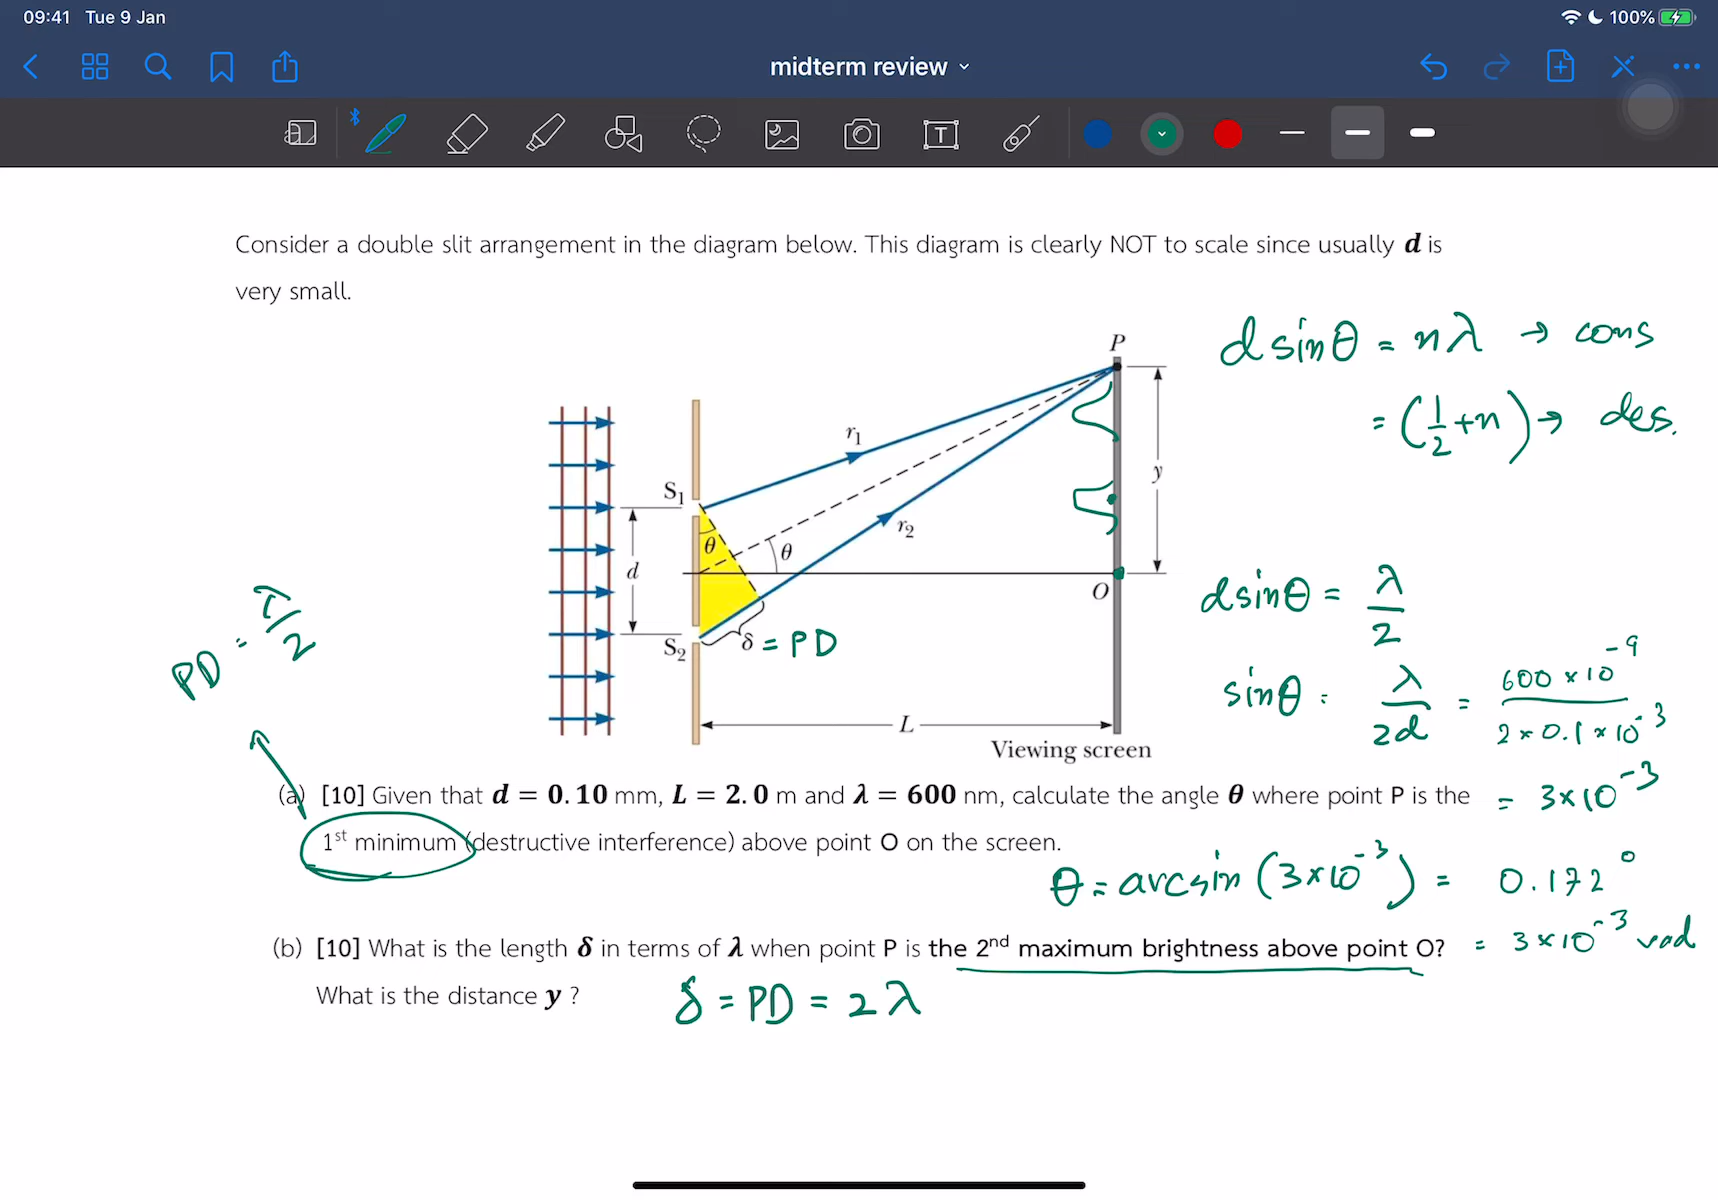 09:41 Tue 9 Jan
100%
midterm review
T
Consider a double slit arrangement in the diagram below. This diagram is clearly NOT to scale since usually d is
very small.
P
r1
r2
y
S1
θ
θ
d
O
S2
δ = PD
L
Viewing screen
d sinθ = nλ → cons
= (1/2 + n) → des.
PD = π/2
d sinθ = λ/2
sinθ = λ/2d = 600 × 10⁻⁹ / 2 × 0.1 × 10⁻³
= 3×10⁻³
(a) [10] Given that d = 0.10 mm, L = 2.0 m and λ = 600 nm, calculate the angle θ where point P is the
1st minimum (destructive interference) above point O on the screen.
θ = arcsin (3×10⁻³) = 0.172°
= 3×10⁻³ rad
(b) [10] What is the length δ in terms of λ when point P is the 2nd maximum brightness above point O?
What is the distance y ?
δ = PD = 2λ